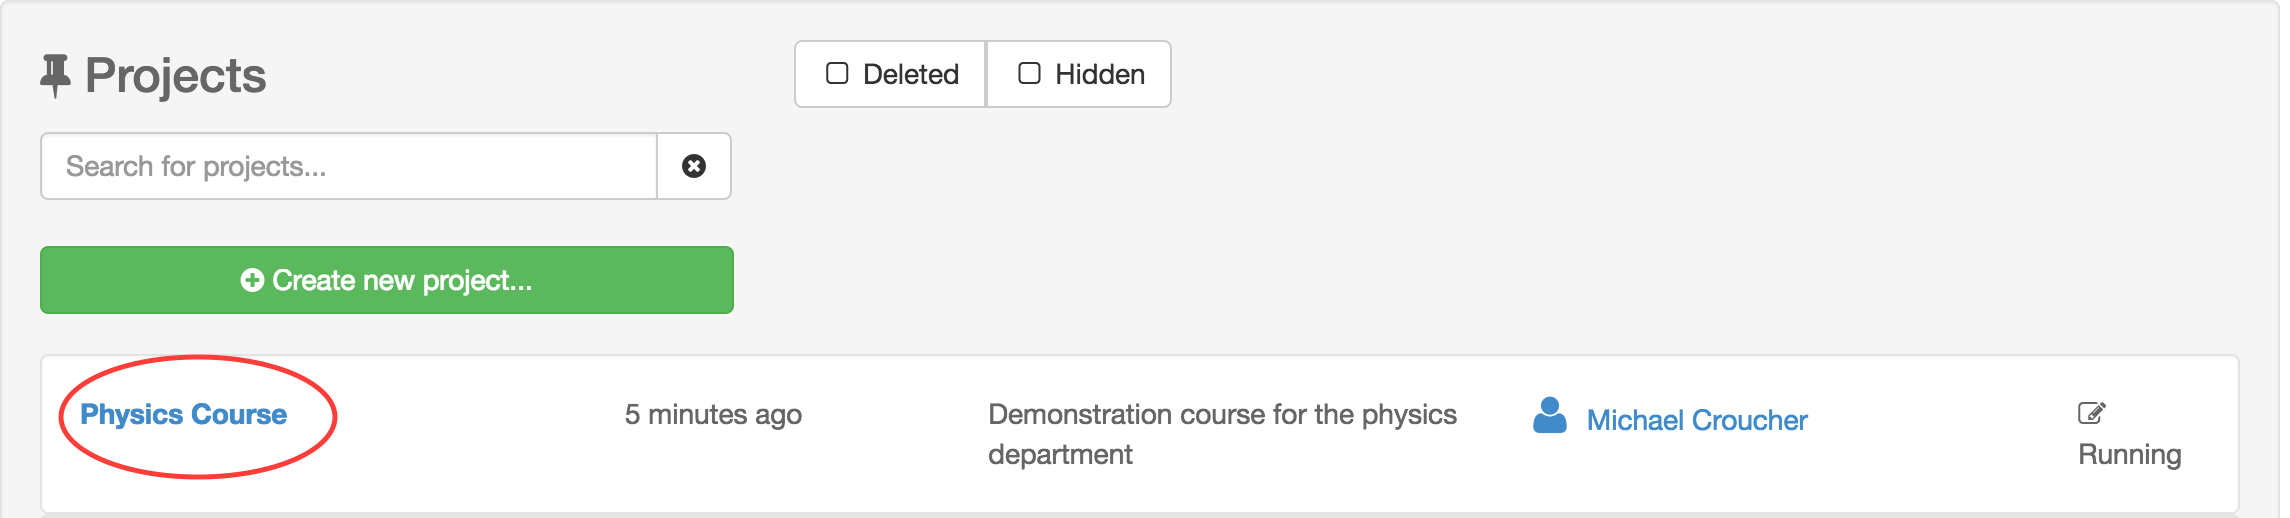 Projects
Deleted
Hidden
Search for projects...
Create new project...
Physics Course
5 minutes ago
Demonstration course for the physics
department
Michael Croucher
Running